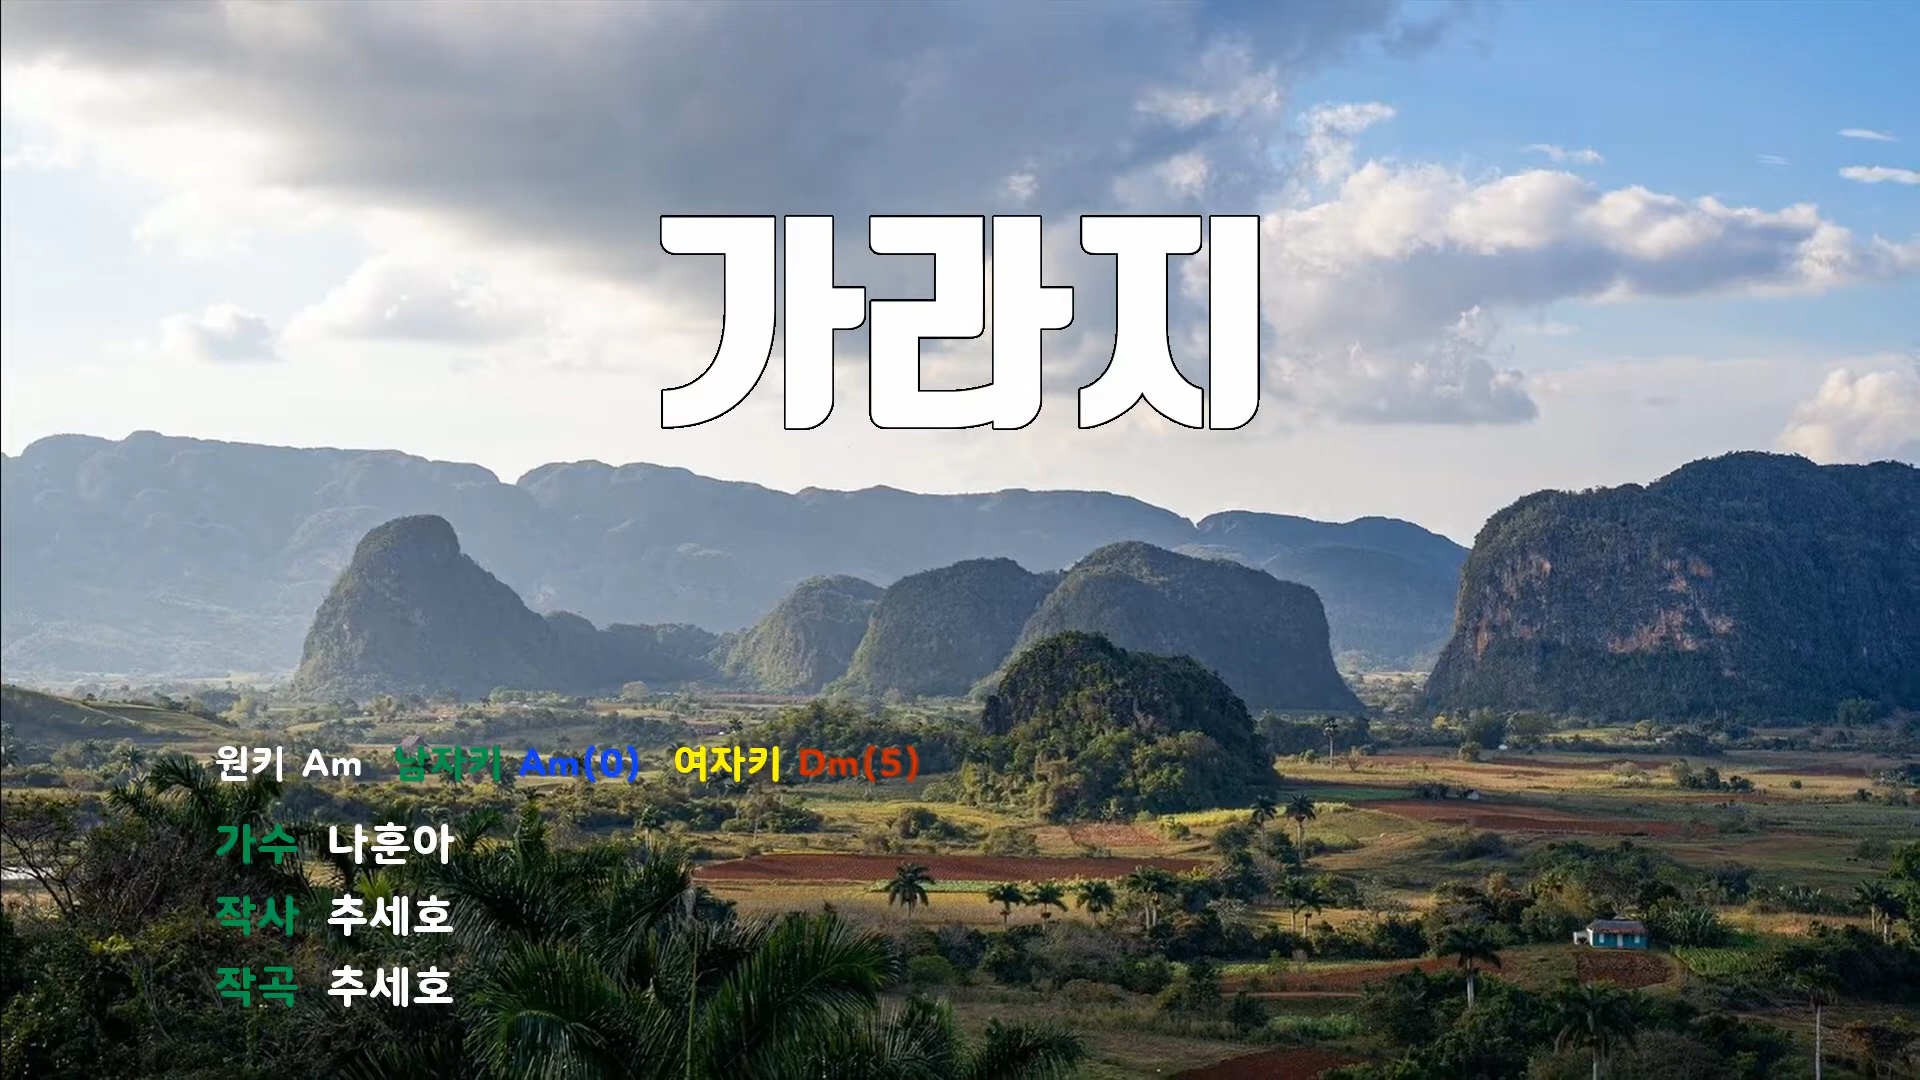 가라지
원키 Am 남자키 Am(0) 여자키 Dm(5)
가수 나훈아
작사 추세호
작곡 추세호